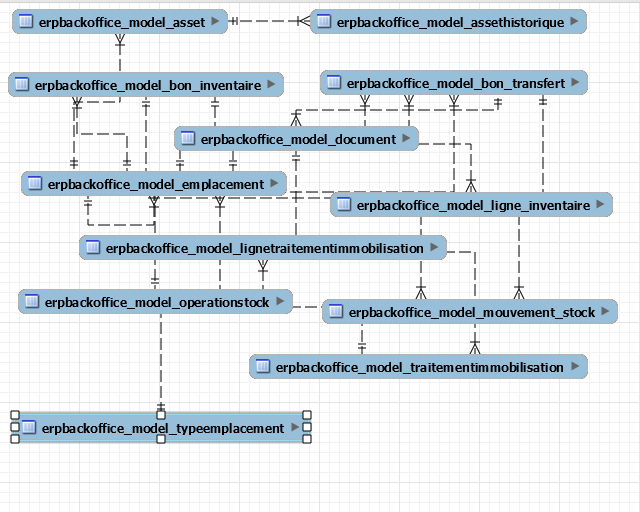 erpbackoffice_model_asset
erpbackoffice_model_assethistorique
erpbackoffice_model_bon_inventaire
erpbackoffice_model_bon_transfert
erpbackoffice_model_document
erpbackoffice_model_emplacement
erpbackoffice_model_ligne_inventaire
erpbackoffice_model_lignetraitementimmobilisation
erpbackoffice_model_operationstock
erpbackoffice_model_mouvement_stock
erpbackoffice_model_traitementimmobilisation
erpbackoffice_model_typeemplacement